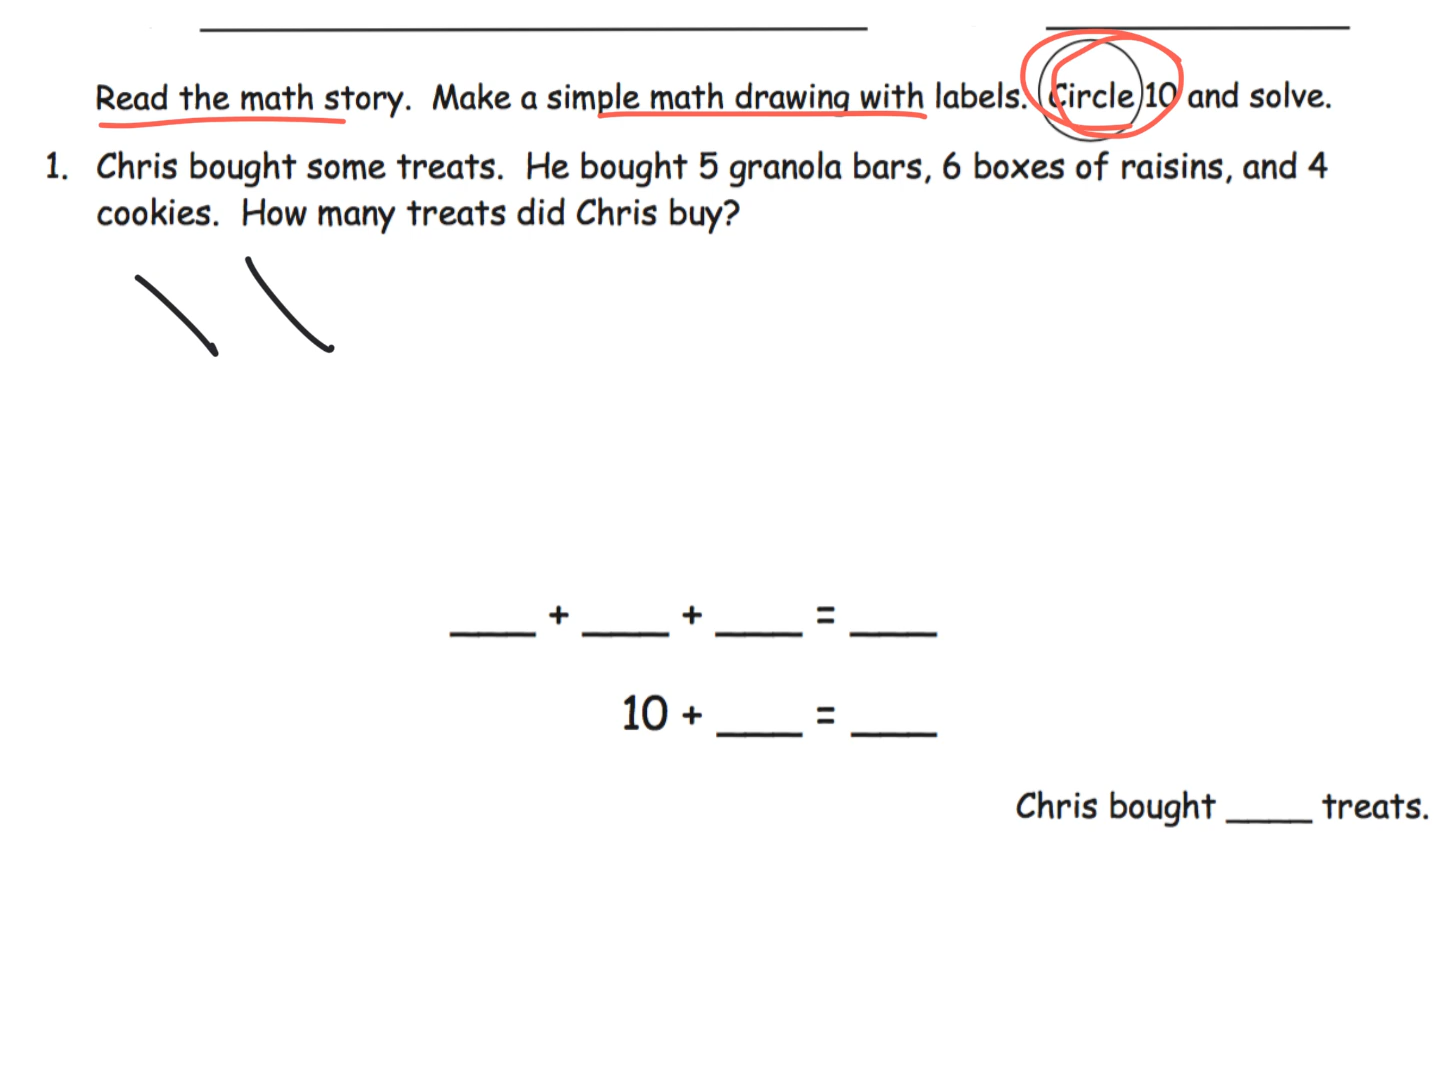 Read the math story. Make a simple math drawing with labels. Circle 10 and solve.
1. Chris bought some treats. He bought 5 granola bars, 6 boxes of raisins, and 4
cookies. How many treats did Chris buy?
___ + ___ + ___ = ___
10 + ___ = ___
Chris bought ____ treats.